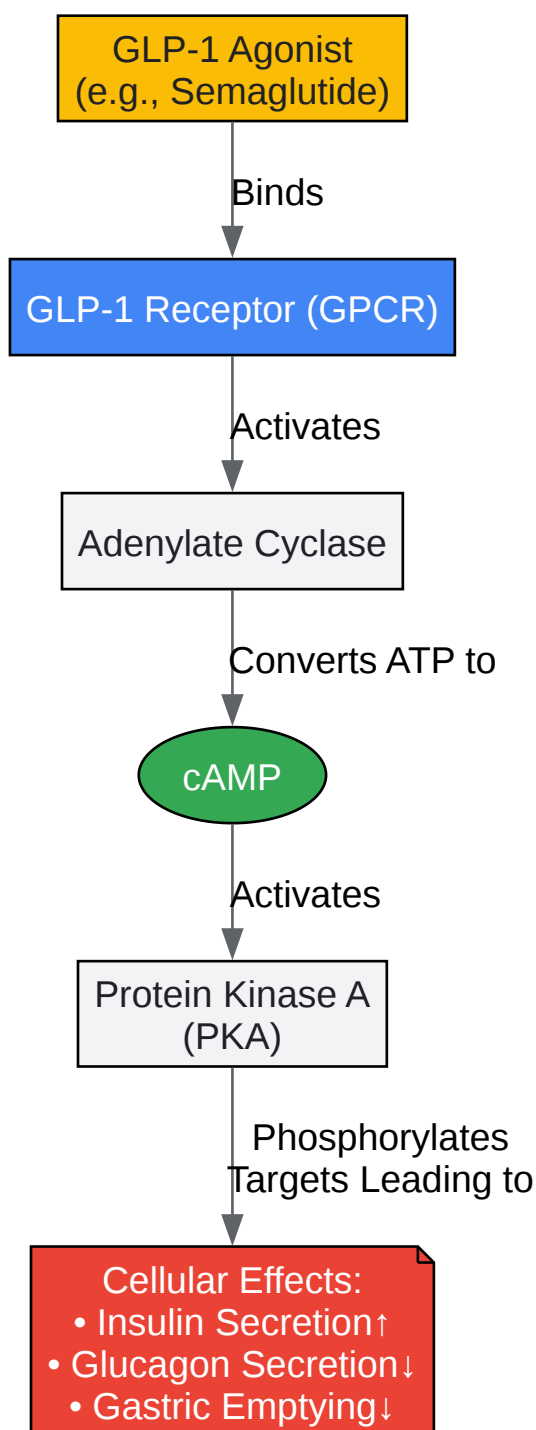 GLP-1 Agonist
(e.g., Semaglutide)
Binds
GLP-1 Receptor (GPCR)
Activates
Adenylate Cyclase
Converts ATP to
cAMP
Activates
Protein Kinase A
(PKA)
Phosphorylates
Targets Leading to
Cellular Effects:
• Insulin Secretion↑
• Glucagon Secretion↓
• Gastric Emptying↓